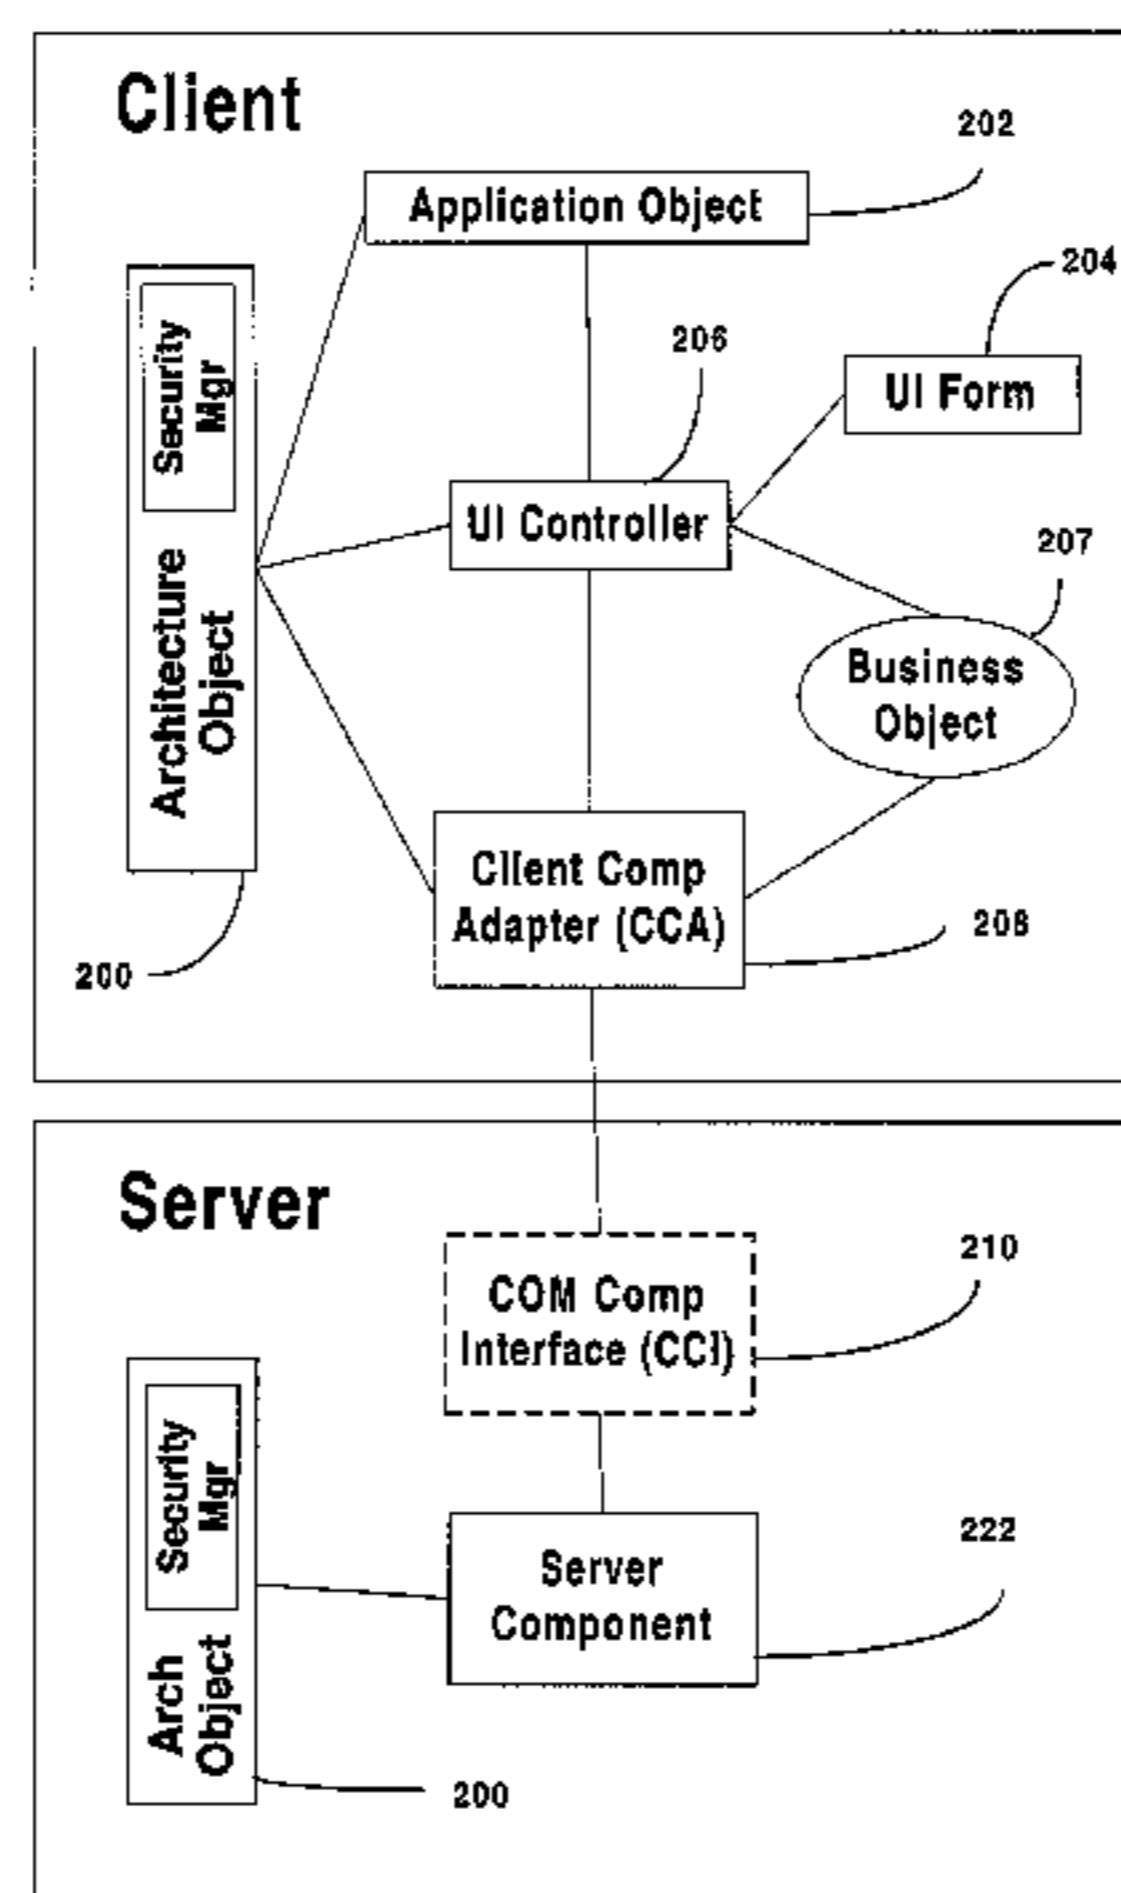 Client
202
Application Object
204
Security
Mgr
206
UI Form
UI Controller
207
Architecture
Object
Business
Object
Client Comp
Adapter (CCA)
208
200
Server
210
COM Comp
Interface (CCI)
Security
Mgr
222
Server
Component
Arch
Object
200